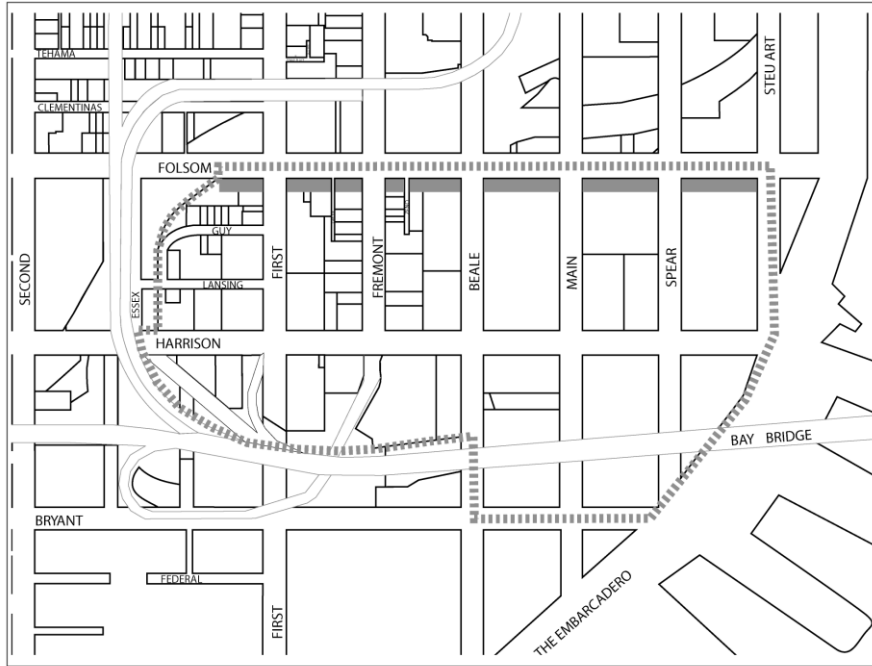 TEHAMA
CLEMENTINAS
STEU ART
FOLSOM
GUY
SECOND
FIRST
FREMONT
BEALE
MAIN
SPEAR
LANSING
ESSEX
HARRISON
BAY BRIDGE
BRYANT
FEDERAL
FIRST
THE EMBARCADERO